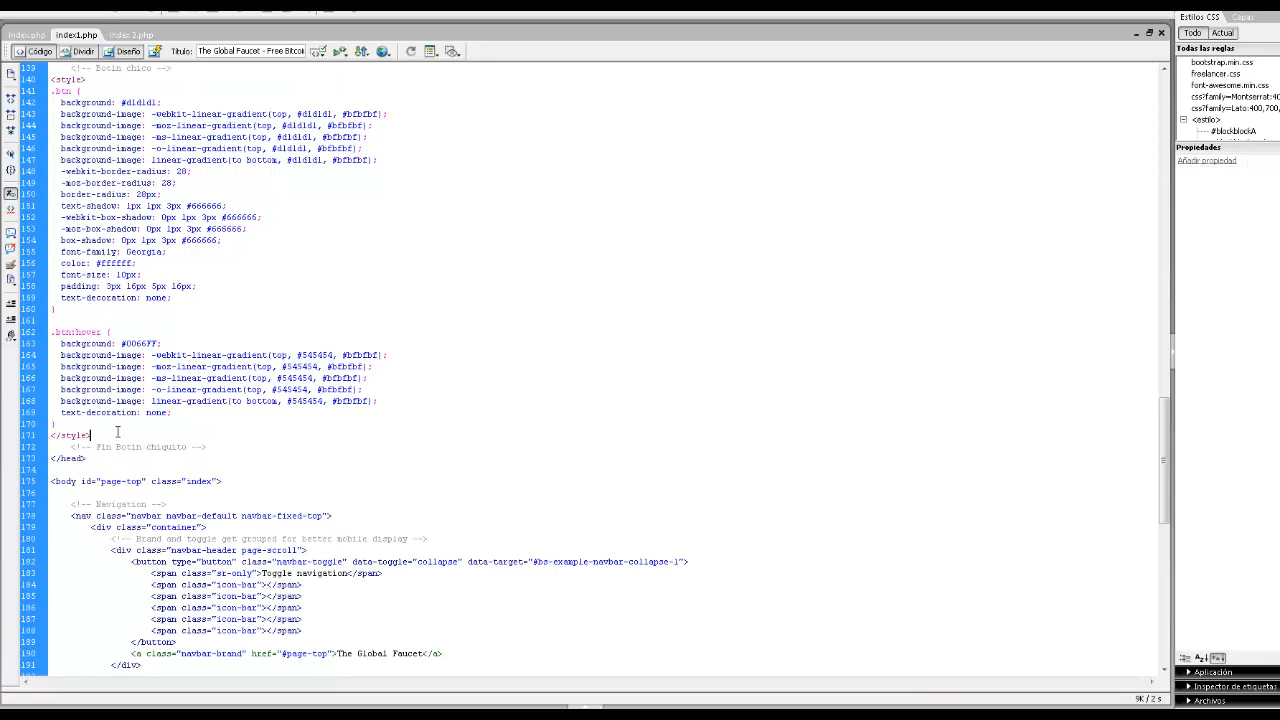 index.php index1.php index 2.php
Código Dividir Diseño Título: The Global Faucet - Free Bitcoi
139 <!-- Botin chico -->
140 <style>
141 .btn {
142 background: #d1d1d1;
143 background-image: -webkit-linear-gradient(top, #d1d1d1, #bfbfbf);
144 background-image: -moz-linear-gradient(top, #d1d1d1, #bfbfbf);
145 background-image: -ms-linear-gradient(top, #d1d1d1, #bfbfbf);
146 background-image: -o-linear-gradient(top, #d1d1d1, #bfbfbf);
147 background-image: linear-gradient(to bottom, #d1d1d1, #bfbfbf);
148 -webkit-border-radius: 28;
149 -moz-border-radius: 28;
150 border-radius: 28px;
151 text-shadow: 1px 1px 3px #666666;
152 -webkit-box-shadow: 0px 1px 3px #666666;
153 -moz-box-shadow: 0px 1px 3px #666666;
154 box-shadow: 0px 1px 3px #666666;
155 font-family: Georgia;
156 color: #ffffff;
157 font-size: 10px;
158 padding: 3px 16px 5px 16px;
159 text-decoration: none;
160 }
161
162 .btn:hover {
163 background: #0066FF;
164 background-image: -webkit-linear-gradient(top, #545454, #bfbfbf);
165 background-image: -moz-linear-gradient(top, #545454, #bfbfbf);
166 background-image: -ms-linear-gradient(top, #545454, #bfbfbf);
167 background-image: -o-linear-gradient(top, #545454, #bfbfbf);
168 background-image: linear-gradient(to bottom, #545454, #bfbfbf);
169 text-decoration: none;
170 }
171 </style>
172 <!-- Fin Botin chiquito -->
173 </head>
174
175 <body id="page-top" class="index">
176
177 <!-- Navigation -->
178 <nav class="navbar navbar-default navbar-fixed-top">
179 <div class="container">
180 <!-- Brand and toggle get grouped for better mobile display -->
181 <div class="navbar-header page-scroll">
182 <button type="button" class="navbar-toggle" data-toggle="collapse" data-target="#bs-example-navbar-collapse-1">
183 <span class="sr-only">Toggle navigation</span>
184 <span class="icon-bar"></span>
185 <span class="icon-bar"></span>
186 <span class="icon-bar"></span>
187 <span class="icon-bar"></span>
188 <span class="icon-bar"></span>
189 </button>
190 <a class="navbar-brand" href="#page-top">The Global Faucet</a>
191 </div>
9K / 2 s
Estilos CSS Capas
Todo Actual
Todas las reglas
bootstrap.min.css
freelancer.css
font-awesome.min.css
css?family=Montserrat:40
css?family=Lato:400,700,
<estilo>
#blockblockA
Propiedades
Añadir propiedad
Aplicación
Inspector de etiquetas
Archivos